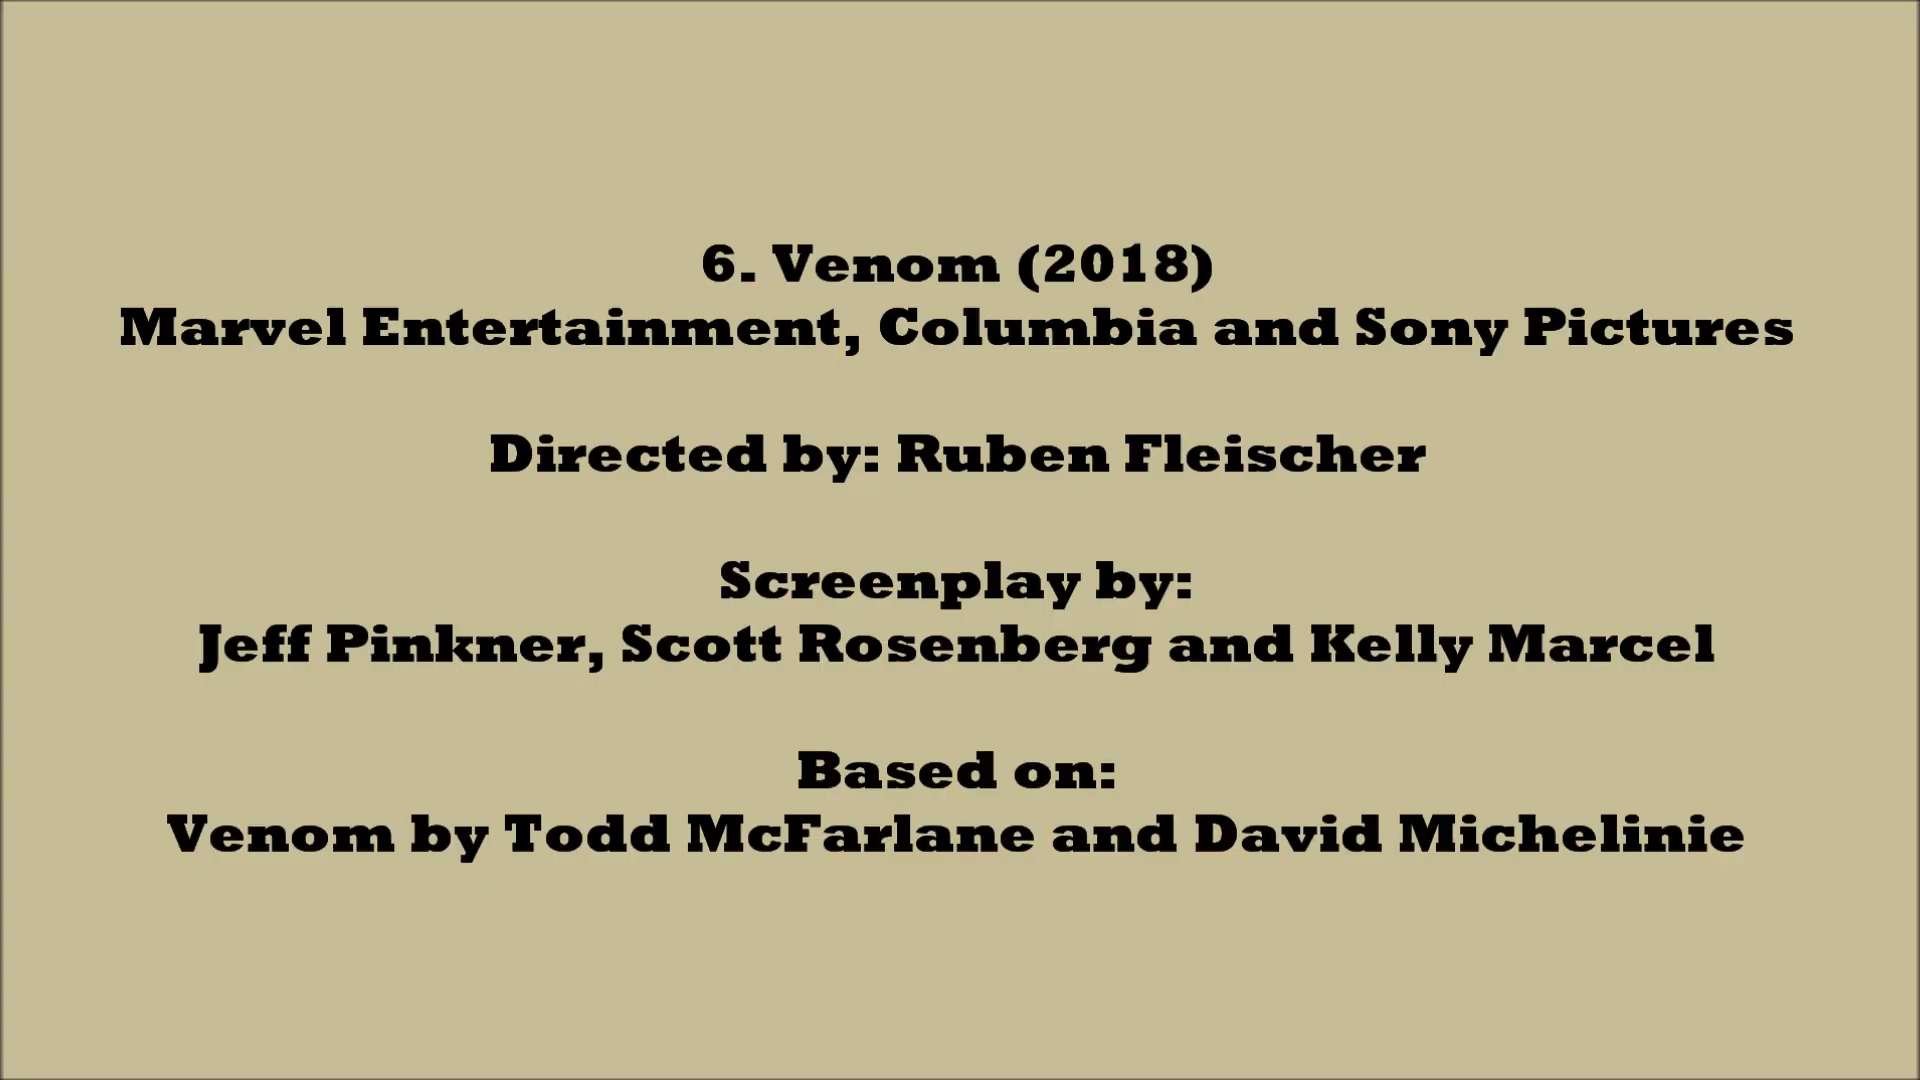 6. Venom (2018)
Marvel Entertainment, Columbia and Sony Pictures
Directed by: Ruben Fleischer
Screenplay by:
Jeff Pinkner, Scott Rosenberg and Kelly Marcel
Based on:
Venom by Todd McFarlane and David Michelinie